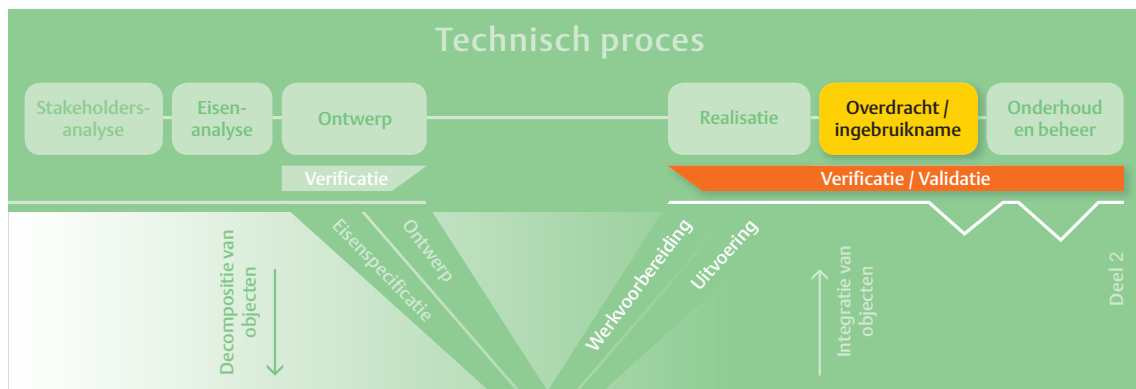 Technisch proces
Stakeholders-
analyse
Eisen-
analyse
Ontwerp
Realisatie
Overdracht /
ingebruikname
Onderhoud
en beheer
Verificatie
Verificatie / Validatie
Decompositie van
objecten
Eisenspecificatie
Ontwerp
Werkvoorbereiding
Uitvoering
Integratie van
objecten
Deel 2